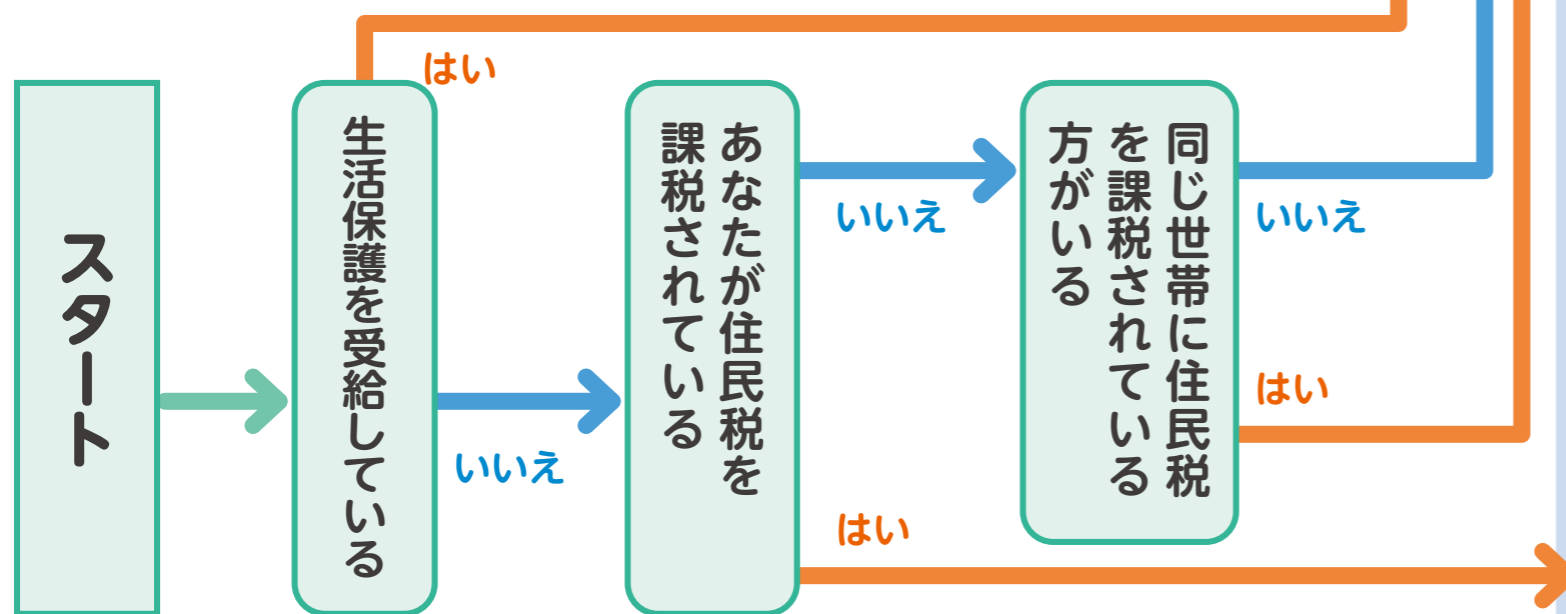 スタート
生活保護を受給している
はい
いいえ
あなたが住民税を
課税されている
いいえ
はい
同じ世帯に住民税
を課税されている
方がいる
いいえ
はい